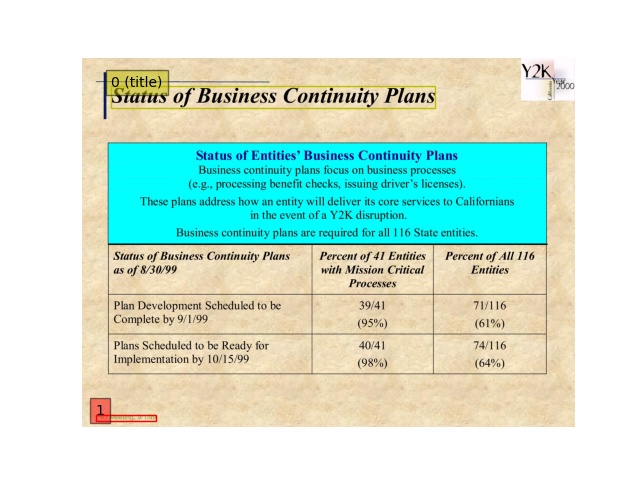 0 (title)
Status of Business Continuity Plans
Y2K
Year
2000
California
Status of Entities’ Business Continuity Plans
Business continuity plans focus on business processes
(e.g., processing benefit checks, issuing driver’s licenses).
These plans address how an entity will deliver its core services to Californians
in the event of a Y2K disruption.
Business continuity plans are required for all 116 State entities.
Status of Business Continuity Plans
as of 8/30/99
Percent of 41 Entities
with Mission Critical
Processes
Percent of All 116
Entities
Plan Development Scheduled to be
Complete by 9/1/99
39/41
(95%)
71/116
(61%)
Plans Scheduled to be Ready for
Implementation by 10/15/99
40/41
(98%)
74/116
(64%)
1